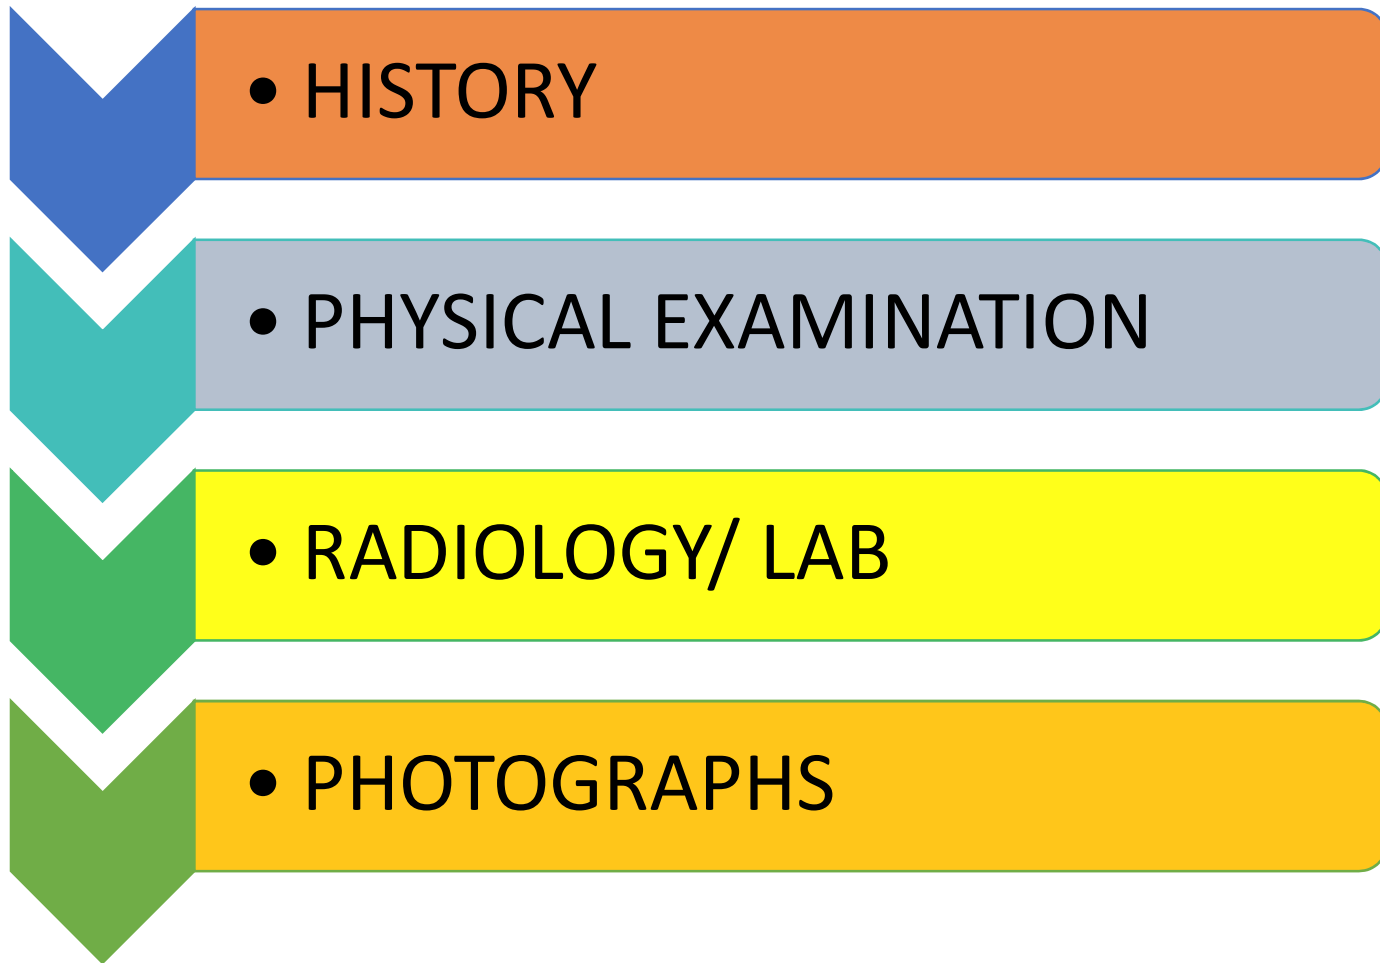 • HISTORY
• PHYSICAL EXAMINATION
• RADIOLOGY/ LAB
• PHOTOGRAPHS